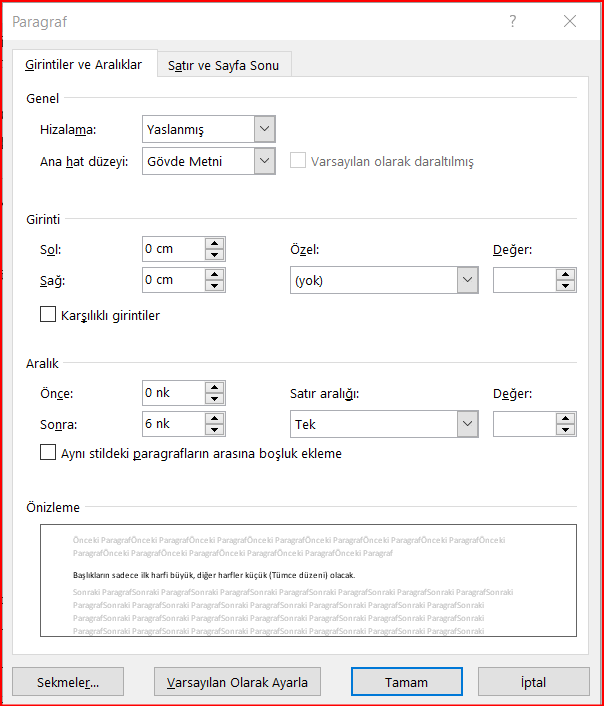 Paragraf ? ×
Girintiler ve Aralıklar Satır ve Sayfa Sonu
Genel
Hizalama: Yaslanmış
Ana hat düzeyi: Gövde Metni Varsayılan olarak daraltılmış
Girinti
Sol: 0 cm Özel: Değer:
Sağ: 0 cm (yok)
Karşılıklı girintiler
Aralık
Önce: 0 nk Satır aralığı: Değer:
Sonra: 6 nk Tek
Aynı stildeki paragrafların arasına boşluk ekleme
Önizleme
Önceki ParagrafÖnceki ParagrafÖnceki ParagrafÖnceki ParagrafÖnceki ParagrafÖnceki ParagrafÖnceki
ParagrafÖnceki ParagrafÖnceki ParagrafÖnceki ParagrafÖnceki Paragraf
Başlıkların sadece ilk harfi büyük, diğer harfler küçük (Tümce düzeni) olacak.
Sonraki ParagrafSonraki ParagrafSonraki ParagrafSonraki ParagrafSonraki ParagrafSonraki ParagrafSonraki
ParagrafSonraki ParagrafSonraki ParagrafSonraki ParagrafSonraki ParagrafSonraki ParagrafSonraki
ParagrafSonraki ParagrafSonraki ParagrafSonraki ParagrafSonraki ParagrafSonraki ParagrafSonraki
ParagrafSonraki ParagrafSonraki ParagrafSonraki ParagrafSonraki ParagrafSonraki ParagrafSonraki
Sekmeler... Varsayılan Olarak Ayarla Tamam İptal